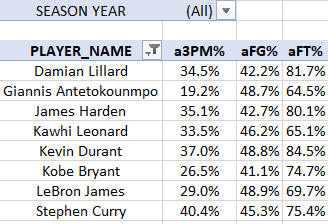 SEASON YEAR (All)
PLAYER_NAME a3PM% aFG% aFT%
Damian Lillard 34.5% 42.2% 81.7%
Giannis Antetokounmpo 19.2% 48.7% 64.5%
James Harden 35.1% 42.7% 80.1%
Kawhi Leonard 33.5% 46.2% 65.1%
Kevin Durant 37.0% 48.8% 84.5%
Kobe Bryant 26.5% 41.1% 74.7%
LeBron James 29.0% 48.9% 69.7%
Stephen Curry 40.4% 45.3% 75.4%